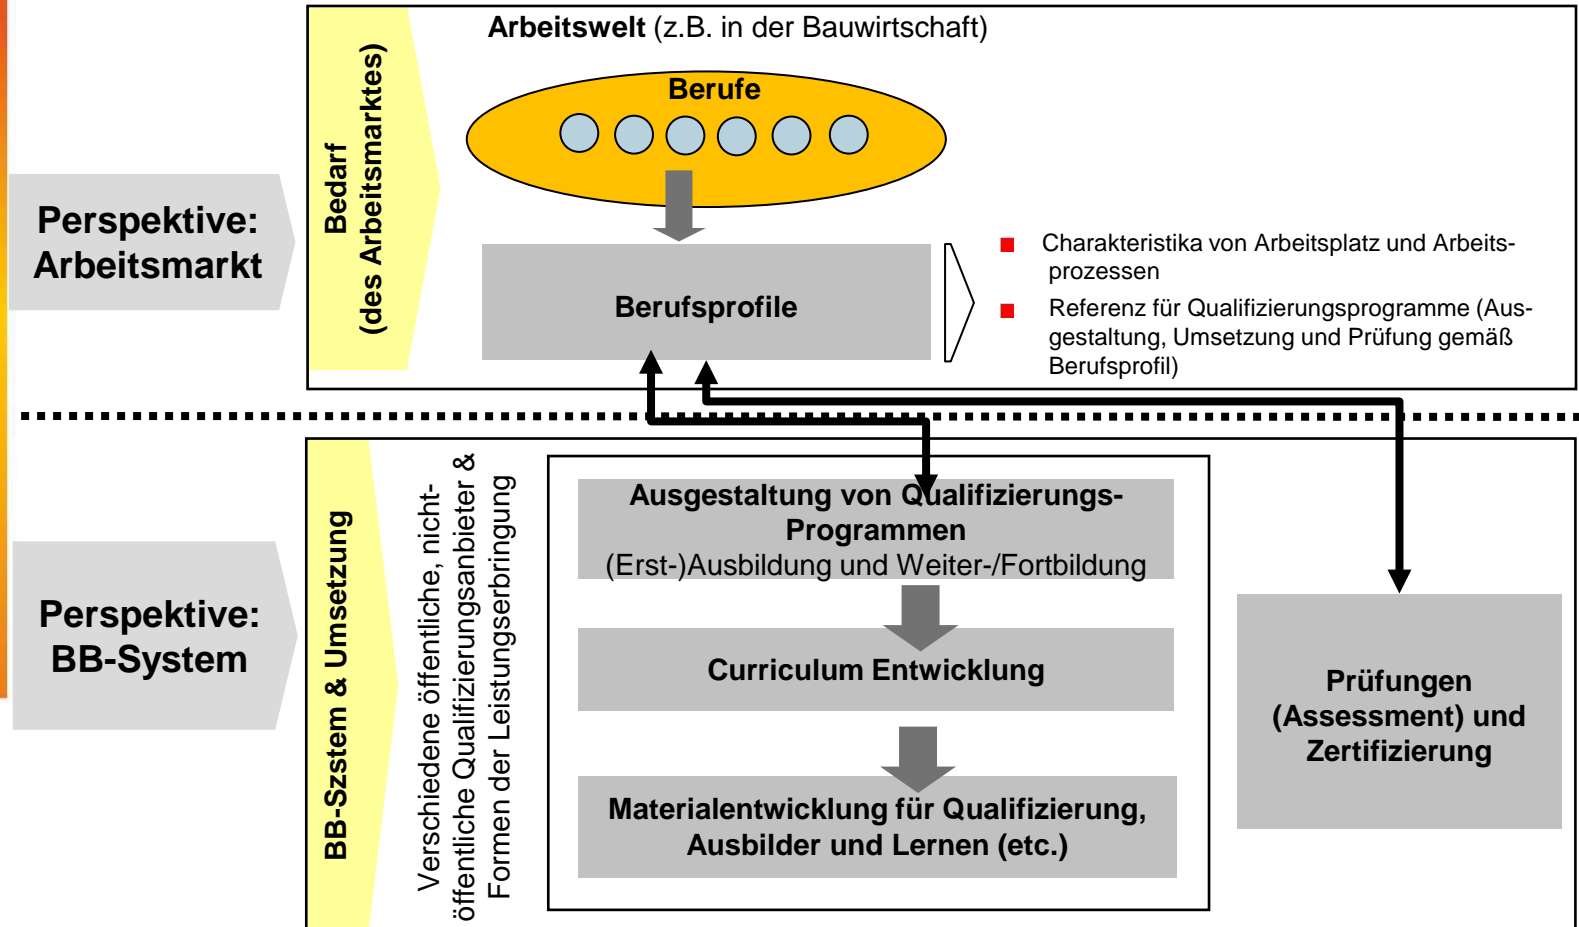 Arbeitswelt (z.B. in der Bauwirtschaft)
Berufe
Perspektive:
Arbeitsmarkt
Bedarf
(des Arbeitsmarktes)
Berufsprofile
Charakteristika von Arbeitsplatz und Arbeits-
prozessen
Referenz für Qualifizierungsprogramme (Aus-
gestaltung, Umsetzung und Prüfung gemäß
Berufsprofil)
Perspektive:
BB-System
BB-Szstem & Umsetzung
Verschiedene öffentliche, nicht-
öffentliche Qualifizierungsanbieter &
Formen der Leistungserbringung
Ausgestaltung von Qualifizierungs-
Programmen
(Erst-)Ausbildung und Weiter-/Fortbildung
Curriculum Entwicklung
Materialentwicklung für Qualifizierung,
Ausbilder und Lernen (etc.)
Prüfungen
(Assessment) und
Zertifizierung